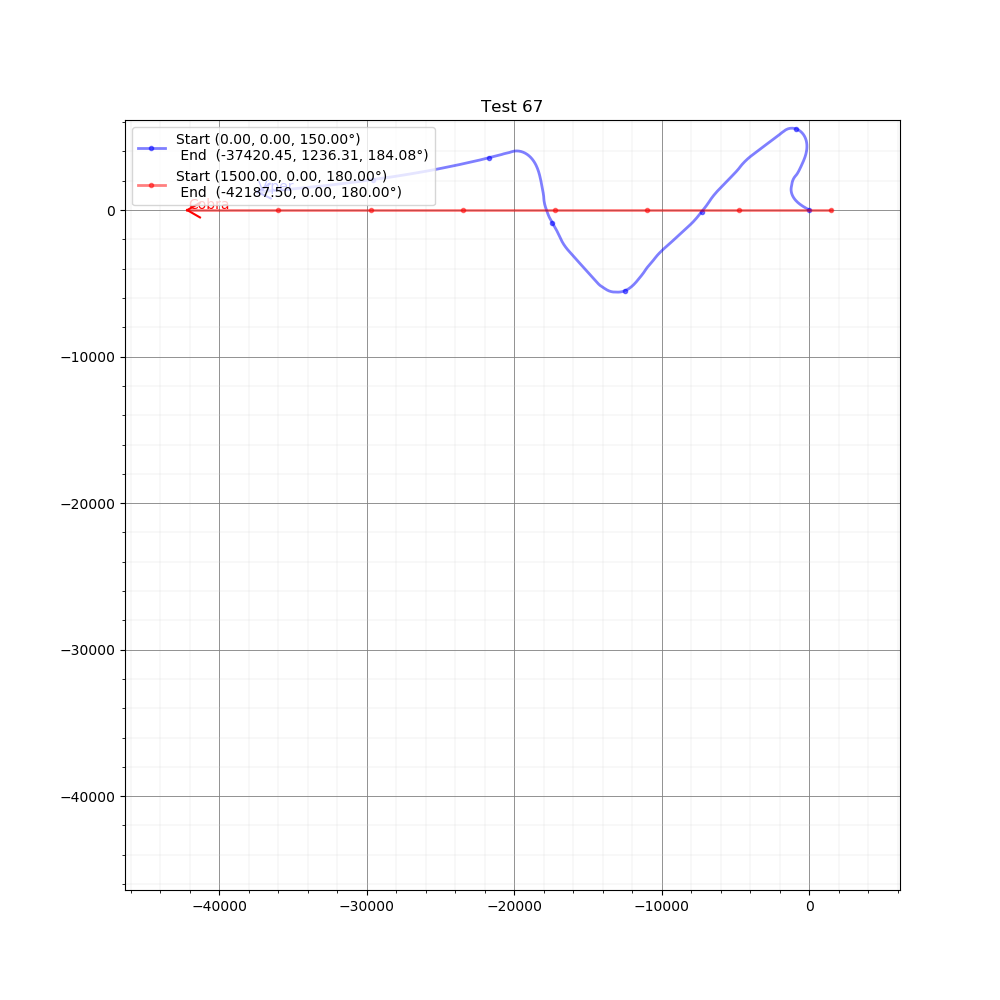 Test 67
Start (0.00, 0.00, 150.00°)
End (-37420.45, 1236.31, 184.08°)
Start (1500.00, 0.00, 180.00°)
End (-42187.50, 0.00, 180.00°)
Cobra
0
−10000
−20000
−30000
−40000
−40000 −30000 −20000 −10000 0